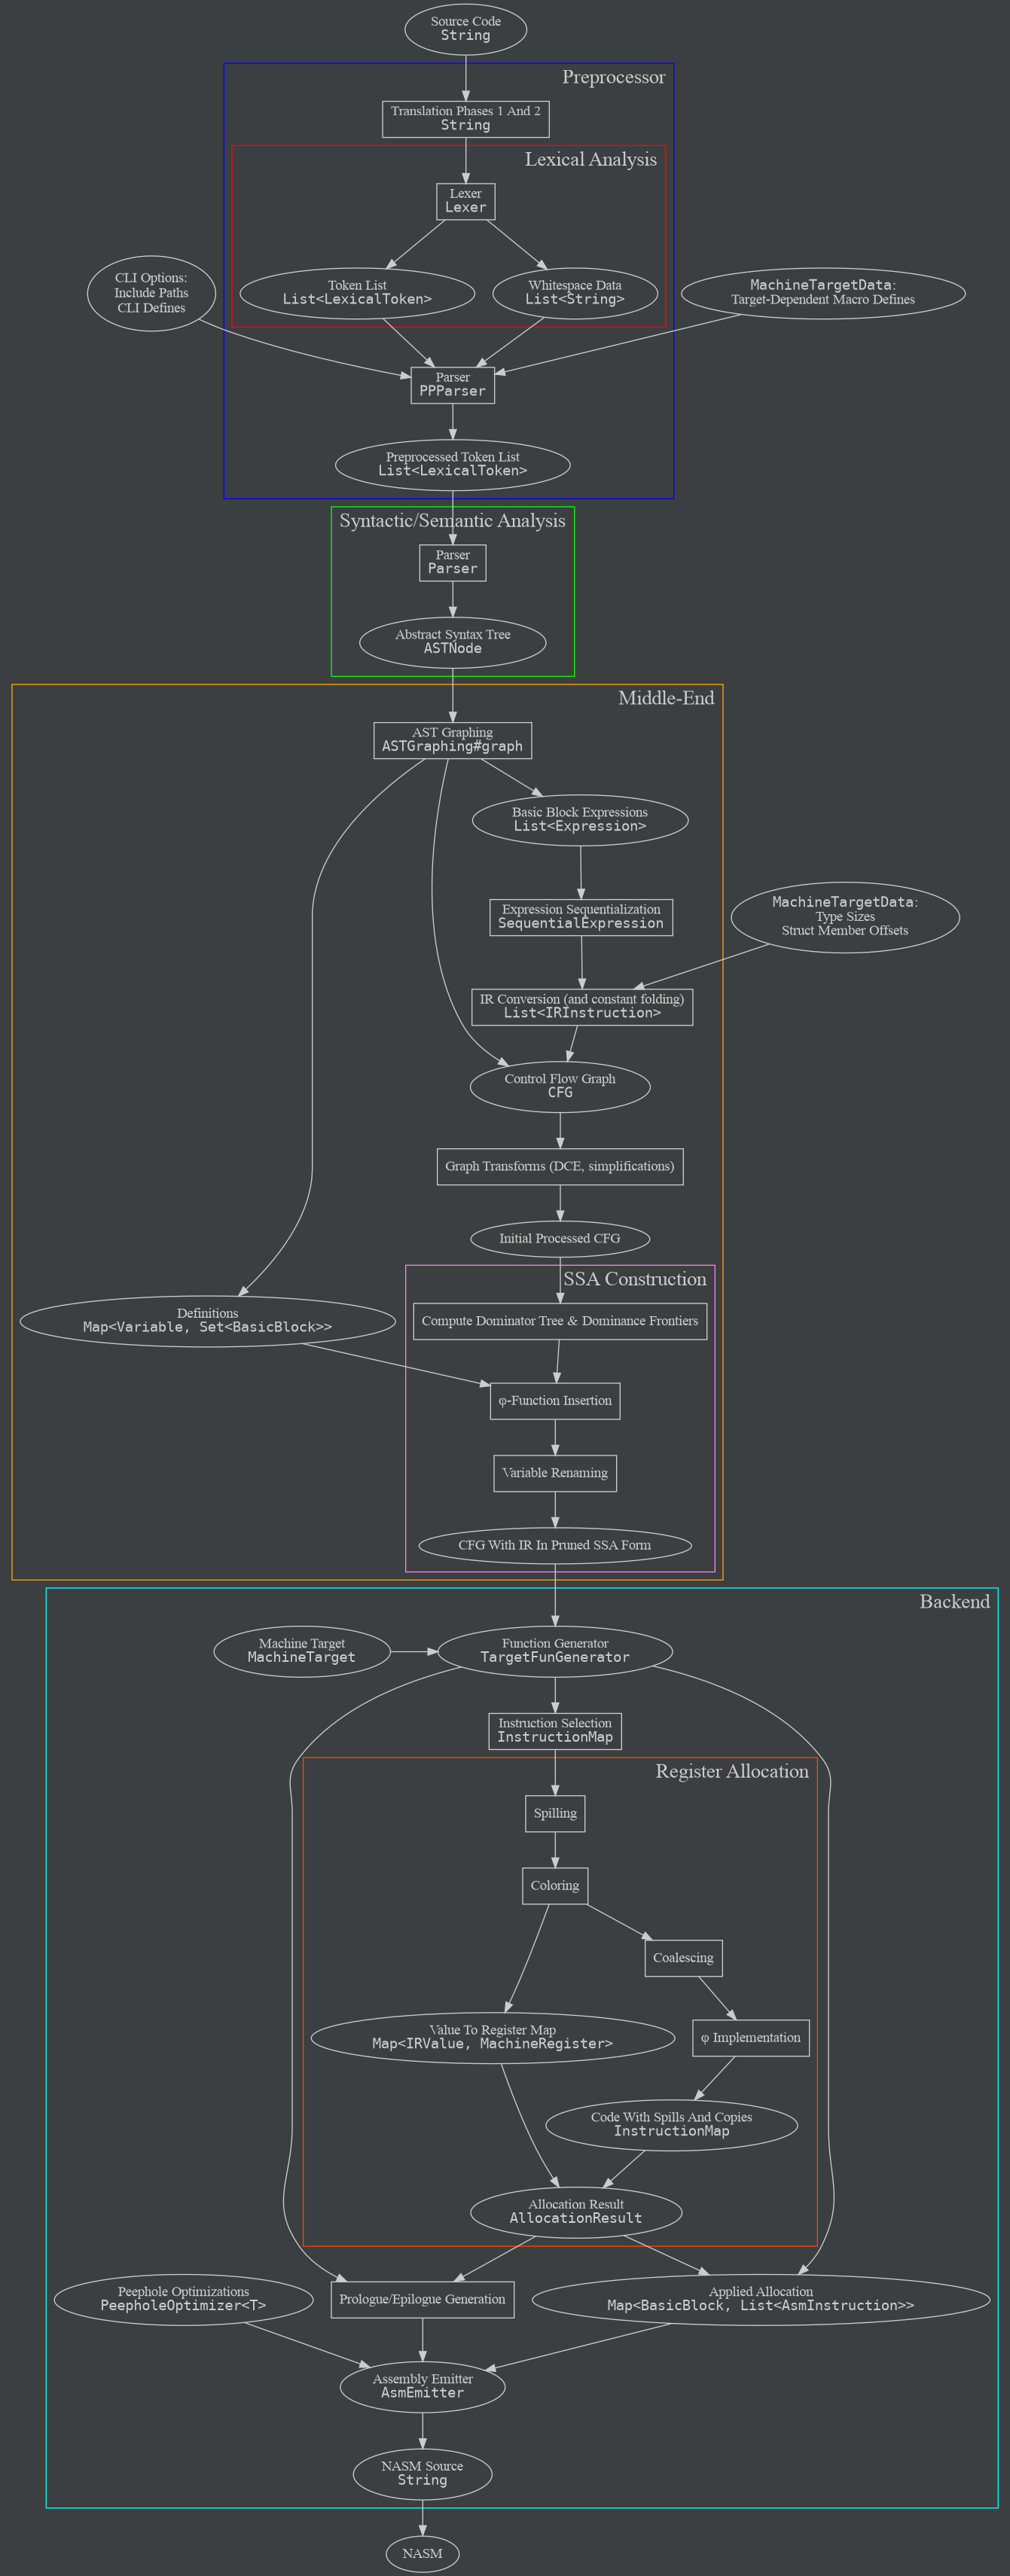 Source Code
String
Preprocessor
Translation Phases 1 And 2
String
Lexical Analysis
Lexer
Lexer
CLI Options:
Include Paths
CLI Defines
Token List
List<LexicalToken>
Whitespace Data
List<String>
MachineTargetData:
Target-Dependent Macro Defines
Parser
PPParser
Preprocessed Token List
List<LexicalToken>
Syntactic/Semantic Analysis
Parser
Parser
Abstract Syntax Tree
ASTNode
Middle-End
AST Graphing
ASTGraphing#graph
Basic Block Expressions
List<Expression>
Expression Sequentialization
SequentialExpression
MachineTargetData:
Type Sizes
Struct Member Offsets
IR Conversion (and constant folding)
List<IRInstruction>
Control Flow Graph
CFG
Graph Transforms (DCE, simplifications)
Initial Processed CFG
SSA Construction
Definitions
Map<Variable, Set<BasicBlock>>
Compute Dominator Tree & Dominance Frontiers
φ-Function Insertion
Variable Renaming
CFG With IR In Pruned SSA Form
Backend
Machine Target
MachineTarget
Function Generator
TargetFunGenerator
Instruction Selection
InstructionMap
Register Allocation
Spilling
Coloring
Coalescing
Value To Register Map
Map<IRValue, MachineRegister>
φ Implementation
Code With Spills And Copies
InstructionMap
Allocation Result
AllocationResult
Peephole Optimizations
PeepholeOptimizer<T>
Prologue/Epilogue Generation
Applied Allocation
Map<BasicBlock, List<AsmInstruction>>
Assembly Emitter
AsmEmitter
NASM Source
String
NASM